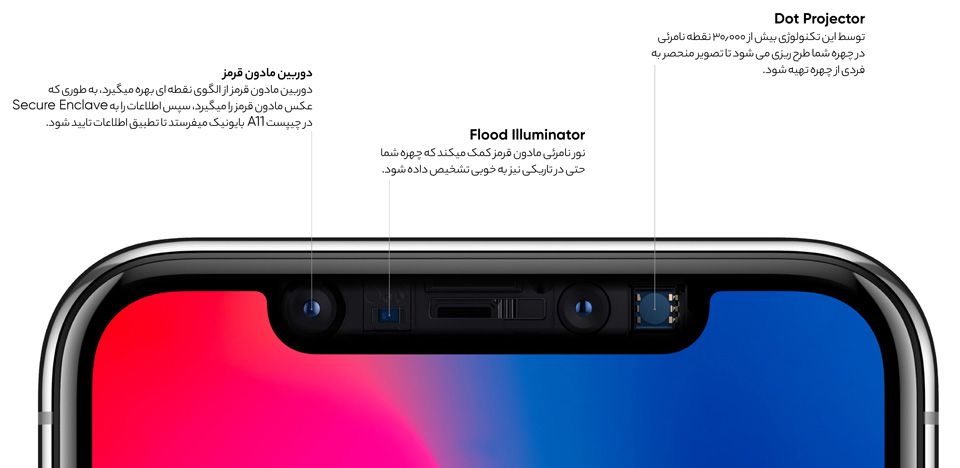 Dot Projector
توسط این تکنولوژی بیش از ۳۰٫۰۰۰ نقطه نامرئی
در چهره شما طرح ریزی می شود تا تصویر منحصر به
فردی از چهره تهیه شود.
دوربین مادون قرمز
دوربین مادون قرمز از الگوی نقطه ای بهره میگیرد، به طوری که
عکس مادون قرمز را میگیرد، سپس اطلاعات را به Secure Enclave
در چیپست A11 بایونیک میفرستد تا تطبیق اطلاعات تایید شود.
Flood Illuminator
نور نامرئی مادون قرمز کمک میکند که چهره شما
حتی در تاریکی نیز به خوبی تشخیص داده شود.